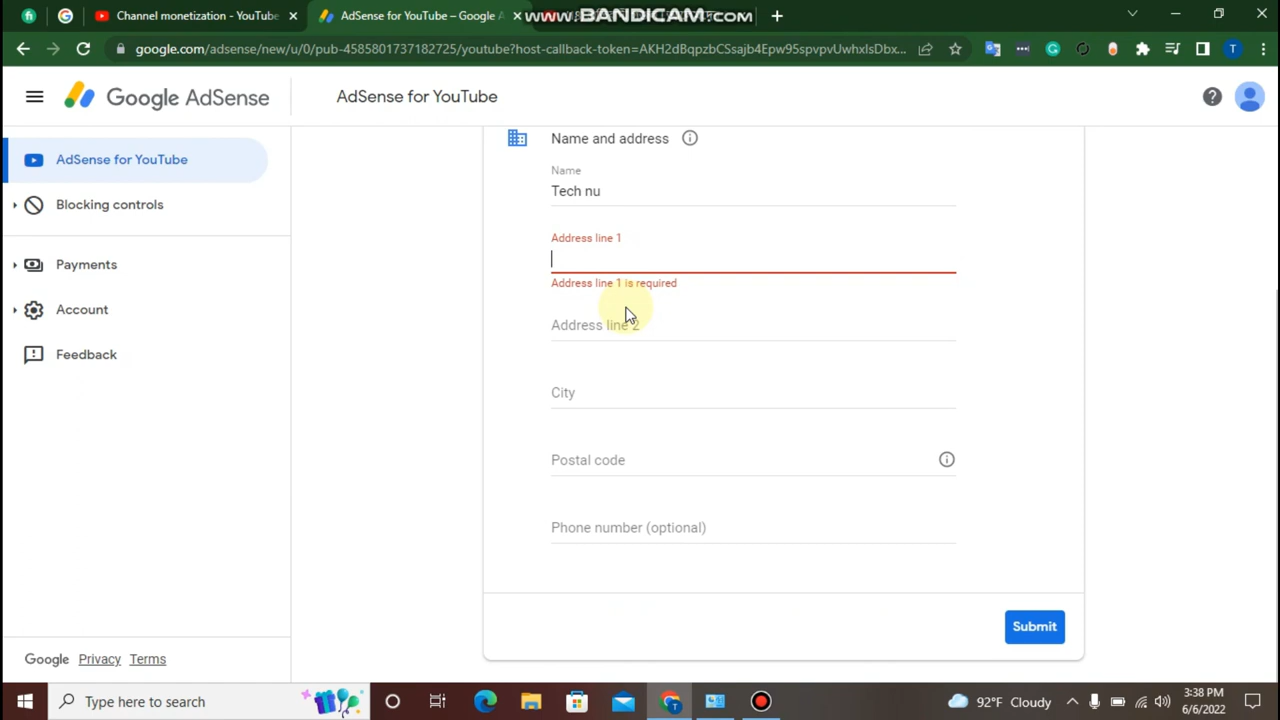 Channel monetization - YouTube
AdSense for YouTube – Google A
WWW.BANDICAM.COM
google.com/adsense/new/u/0/pub-4585801737182725/youtube?host-callback-token=AKH2dBqpzbCSsajb4Epw95spvpvUwhxlsDbx...
T
Google AdSense
AdSense for YouTube
AdSense for YouTube
Blocking controls
Payments
Account
Feedback
Name and address
Name
Tech nu
Address line 1
Address line 1 is required
Address line 2
City
Postal code
Phone number (optional)
Submit
Google Privacy Terms
Type here to search
92°F Cloudy
3:38 PM
6/6/2022